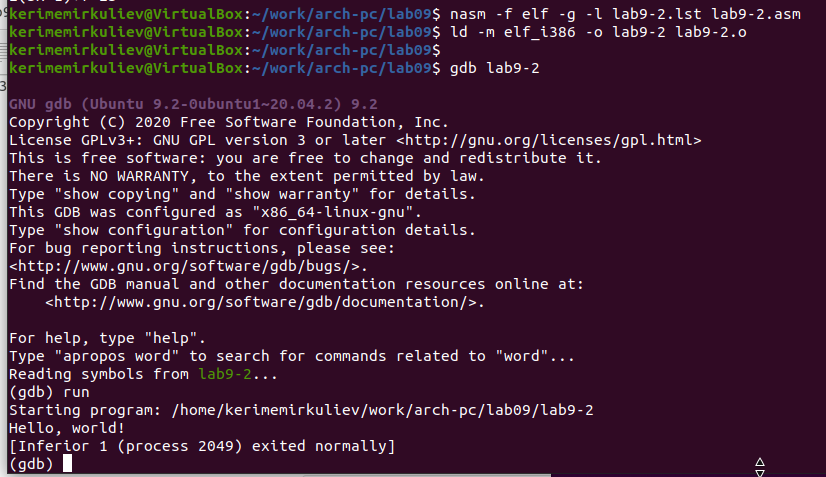 kerimemirkuliev@VirtualBox:~/work/arch-pc/lab09$ nasm -f elf -g -l lab9-2.lst lab9-2.asm
kerimemirkuliev@VirtualBox:~/work/arch-pc/lab09$ ld -m elf_i386 -o lab9-2 lab9-2.o
kerimemirkuliev@VirtualBox:~/work/arch-pc/lab09$
kerimemirkuliev@VirtualBox:~/work/arch-pc/lab09$ gdb lab9-2
GNU gdb (Ubuntu 9.2-0ubuntu1~20.04.2) 9.2
Copyright (C) 2020 Free Software Foundation, Inc.
License GPLv3+: GNU GPL version 3 or later <http://gnu.org/licenses/gpl.html>
This is free software: you are free to change and redistribute it.
There is NO WARRANTY, to the extent permitted by law.
Type "show copying" and "show warranty" for details.
This GDB was configured as "x86_64-linux-gnu".
Type "show configuration" for configuration details.
For bug reporting instructions, please see:
<http://www.gnu.org/software/gdb/bugs/>.
Find the GDB manual and other documentation resources online at:
    <http://www.gnu.org/software/gdb/documentation/>.
For help, type "help".
Type "apropos word" to search for commands related to "word"...
Reading symbols from lab9-2...
(gdb) run
Starting program: /home/kerimemirkuliev/work/arch-pc/lab09/lab9-2
Hello, world!
[Inferior 1 (process 2049) exited normally]
(gdb)